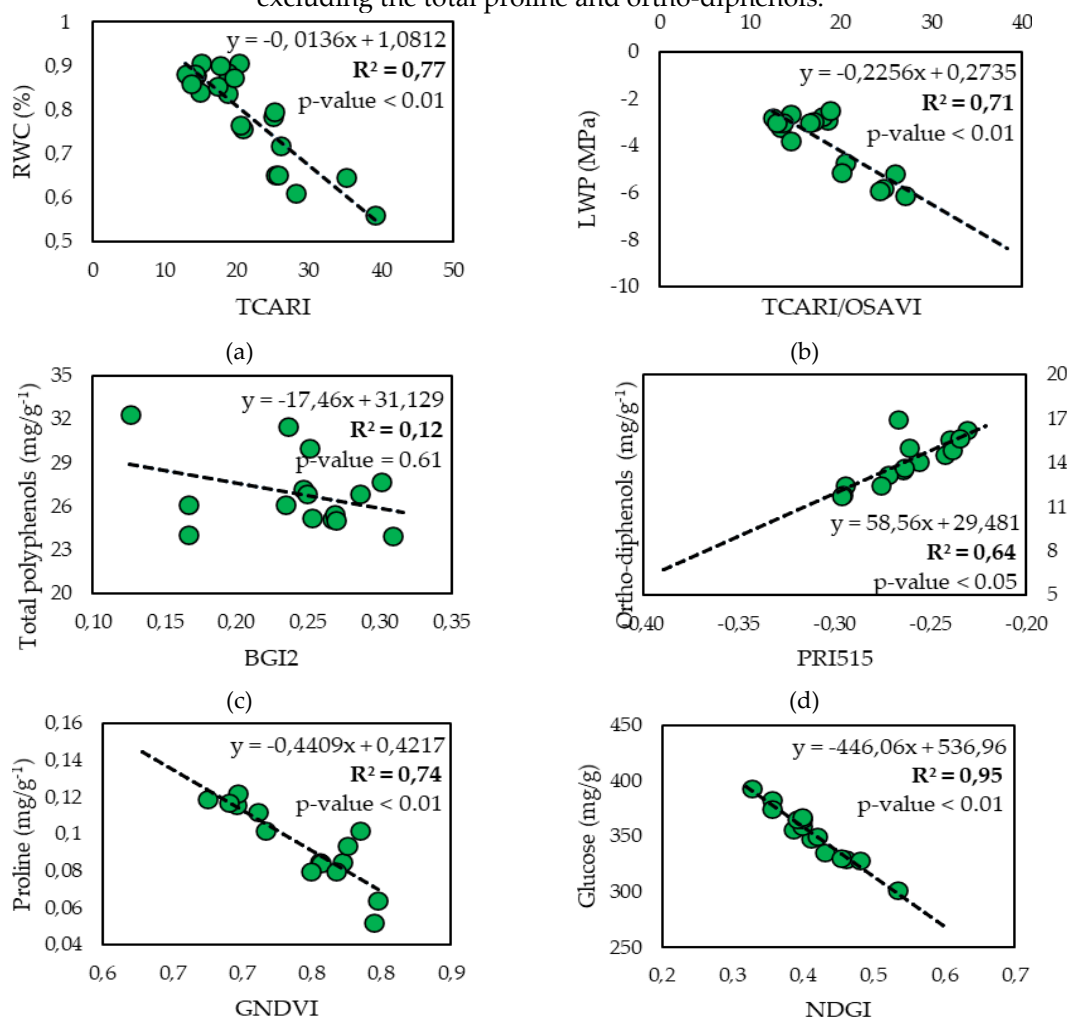 excluding the total proline and ortho-diphenols.
1
0,9
0,8
0,7
0,6
0,5
RWC (%)
y = -0, 0136x + 1,0812
R² = 0,77
p-value < 0.01
0 10 20 30 40 50
TCARI
(a)
0 10 20 30 40
0
-2
-4
-6
-8
-10
LWP (MPa)
y = -0,2256x + 0,2735
R² = 0,71
p-value < 0.01
TCARI/OSAVI
(b)
35
32
29
26
23
20
Total polyphenols (mg/g⁻¹)
y = -17,46x + 31,129
R² = 0,12
p-value = 0.61
0,10 0,15 0,20 0,25 0,30 0,35
BGI2
(c)
20
17
14
11
8
5
Ortho-diphenols (mg/g⁻¹)
y = 58,56x + 29,481
R² = 0,64
p-value < 0.05
-0,40 -0,35 -0,30 -0,25 -0,20
PRI515
(d)
0,16
0,14
0,12
0,1
0,08
0,06
0,04
Proline (mg/g⁻¹)
y = -0,4409x + 0,4217
R² = 0,74
p-value < 0.01
0,6 0,7 0,7 0,8 0,8 0,9
GNDVI
450
400
350
300
250
Glucose (mg/g)
y = -446,06x + 536,96
R² = 0,95
p-value < 0.01
0,2 0,3 0,4 0,5 0,6 0,7
NDGI